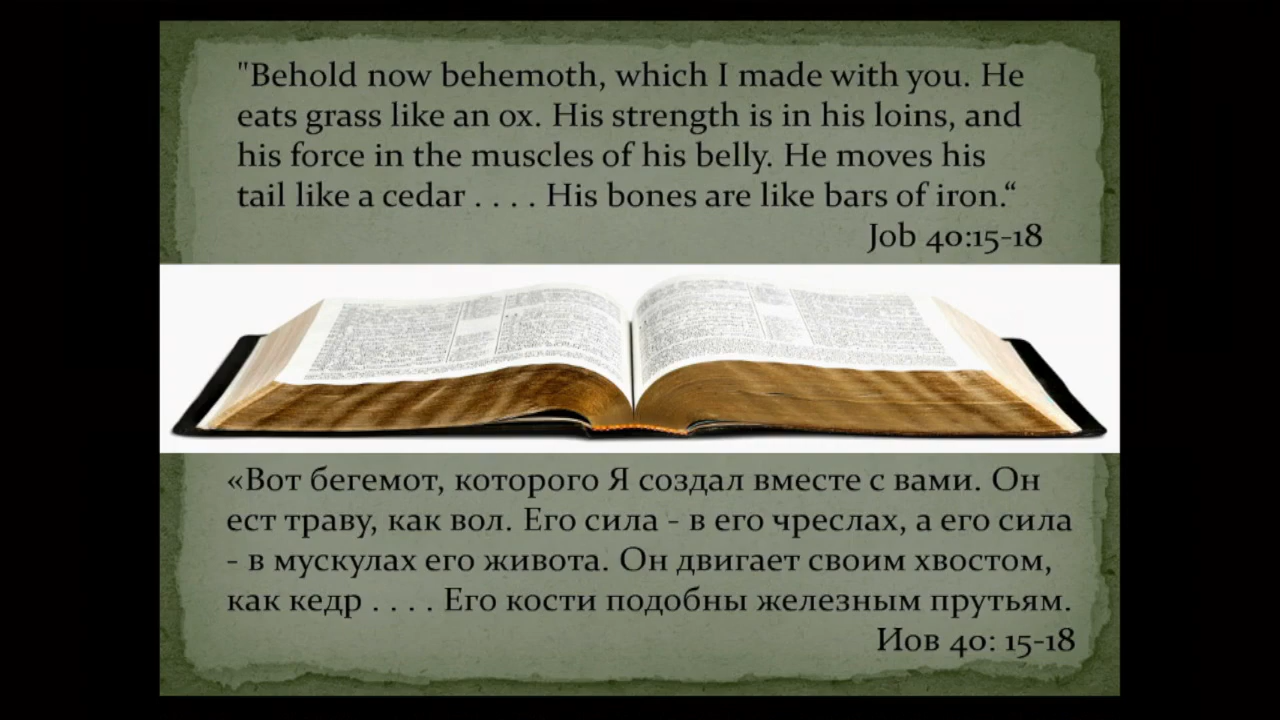 "Behold now behemoth, which I made with you. He
eats grass like an ox. His strength is in his loins, and
his force in the muscles of his belly. He moves his
tail like a cedar . . . . His bones are like bars of iron.“
Job 40:15-18
«Вот бегемот, которого Я создал вместе с вами. Он
ест траву, как вол. Его сила - в его чреслах, а его сила
- в мускулах его живота. Он двигает своим хвостом,
как кедр . . . . Его кости подобны железным прутьям.
Иов 40: 15-18